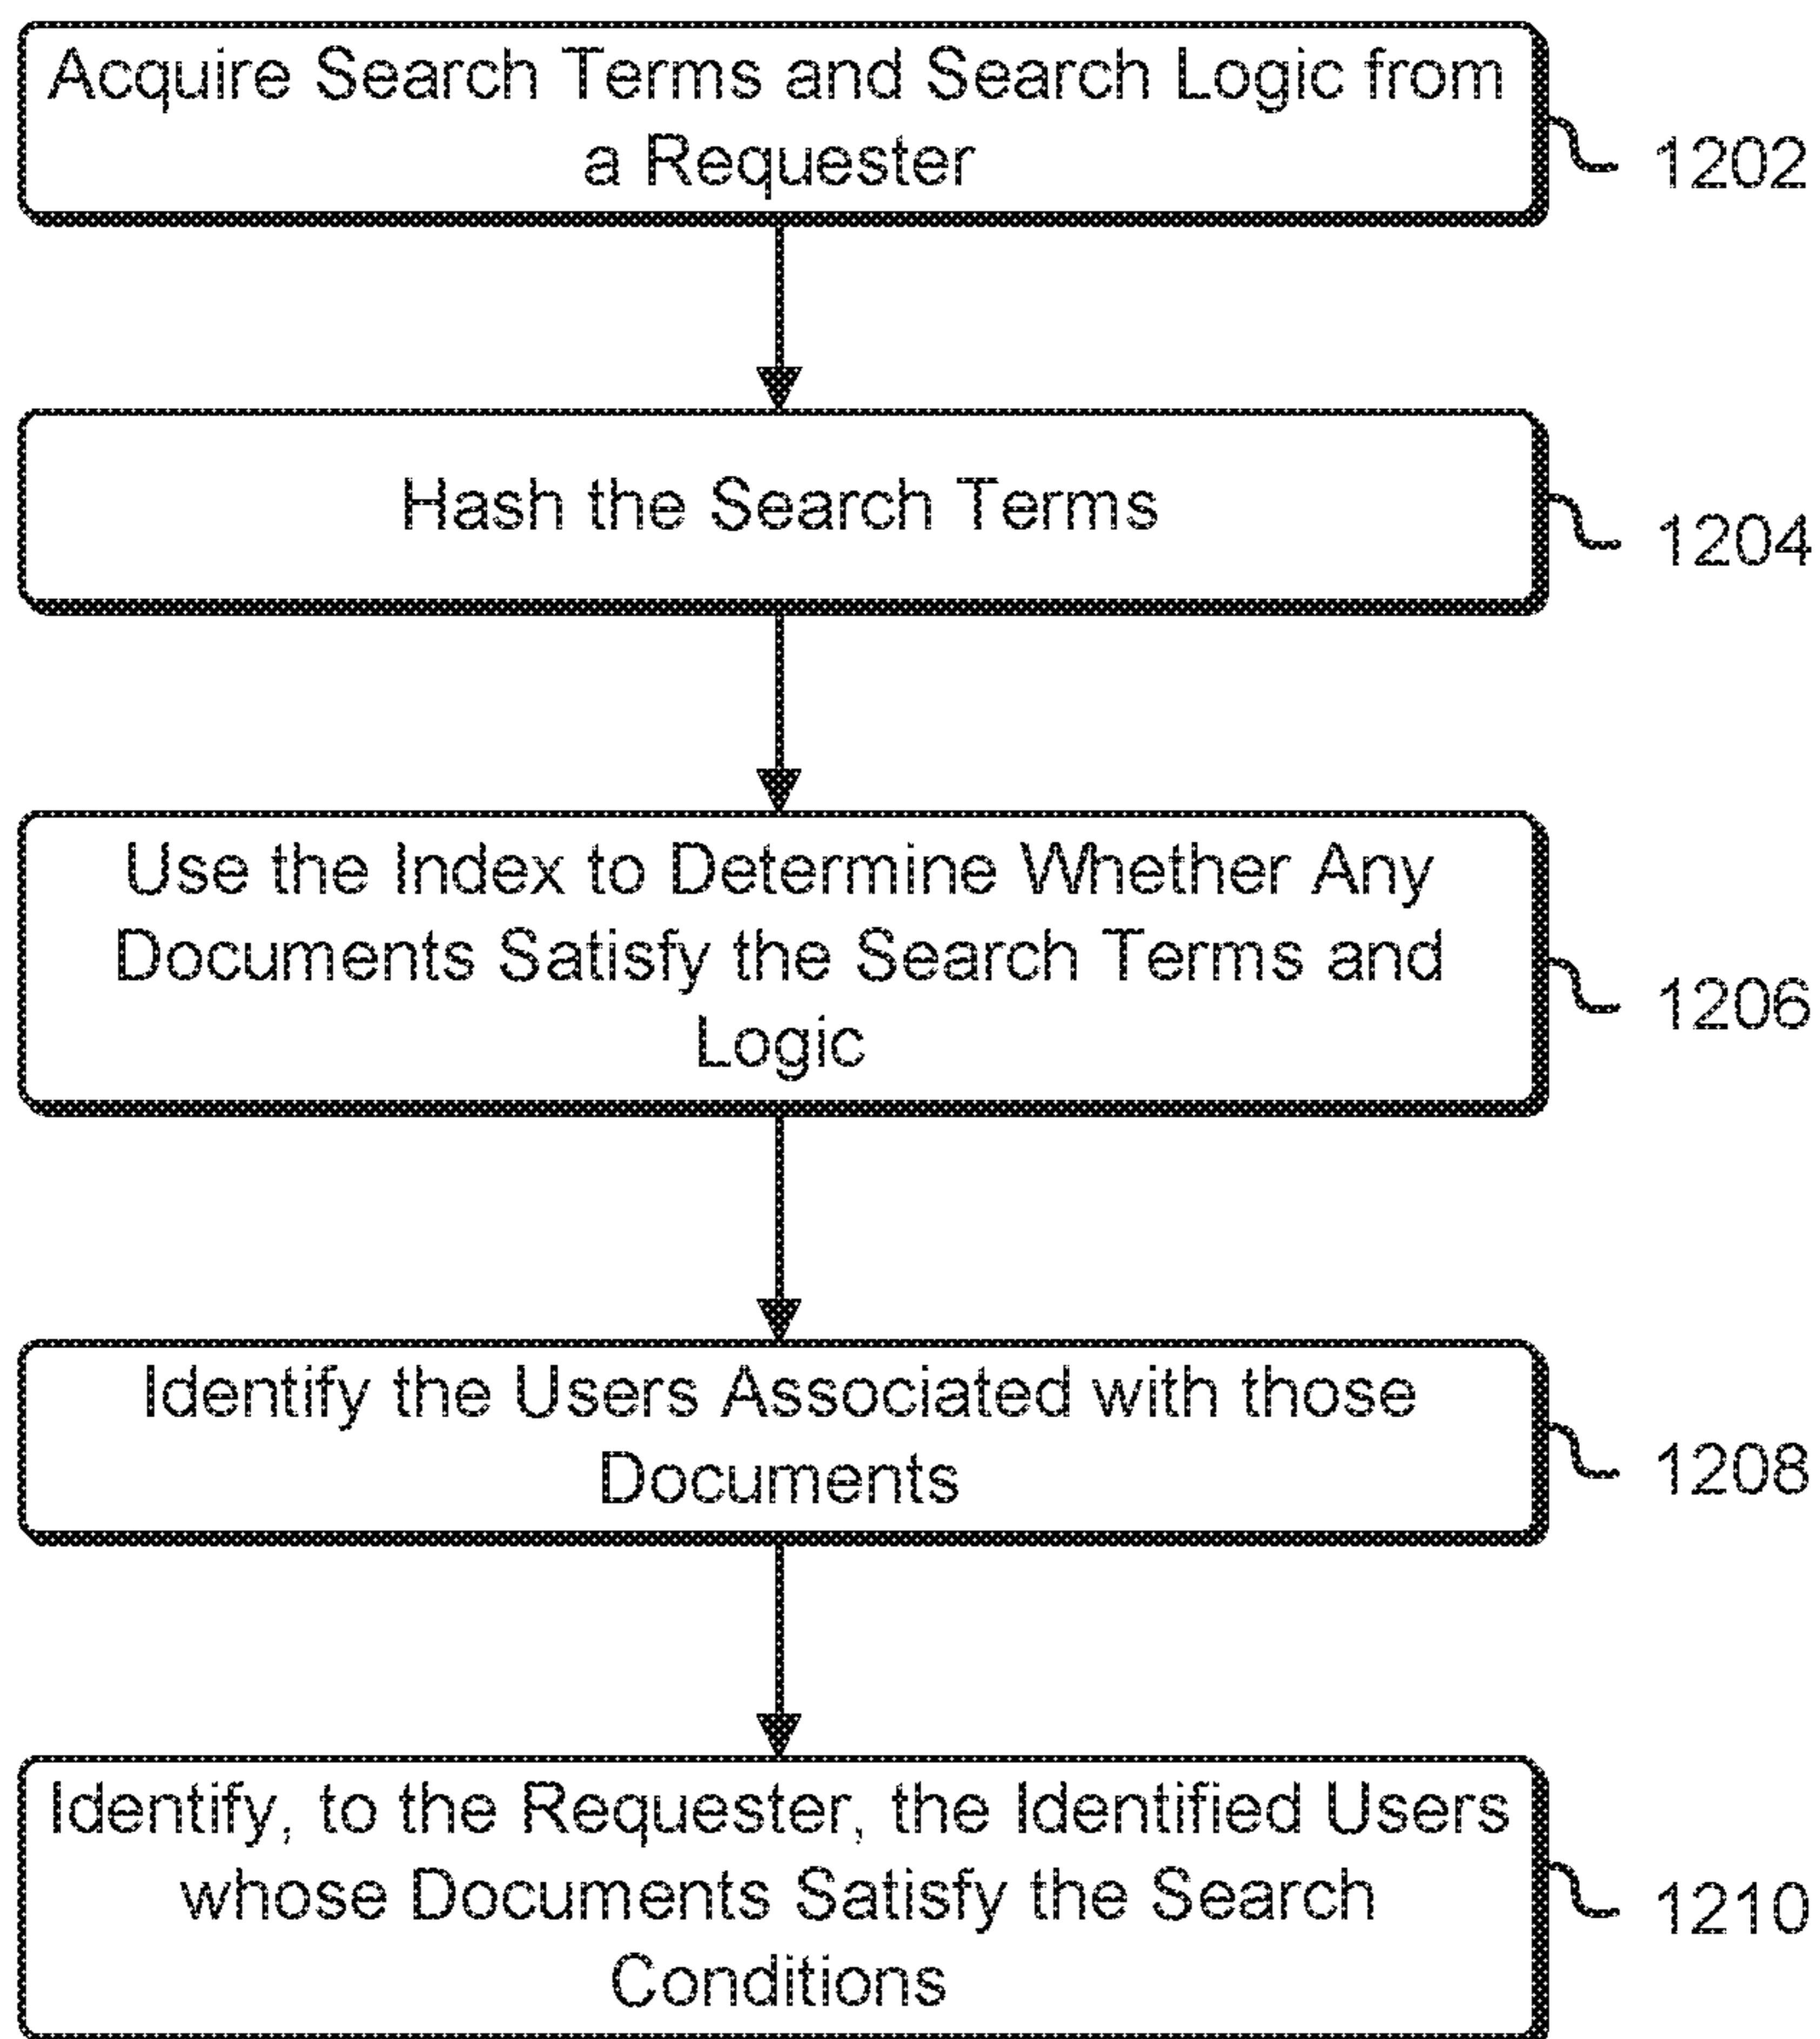 Acquire Search Terms and Search Logic from
a Requester
1202
Hash the Search Terms
1204
Use the Index to Determine Whether Any
Documents Satisfy the Search Terms and
Logic
1206
Identify the Users Associated with those
Documents
1208
Identify, to the Requester, the Identified Users
whose Documents Satisfy the Search
Conditions
1210